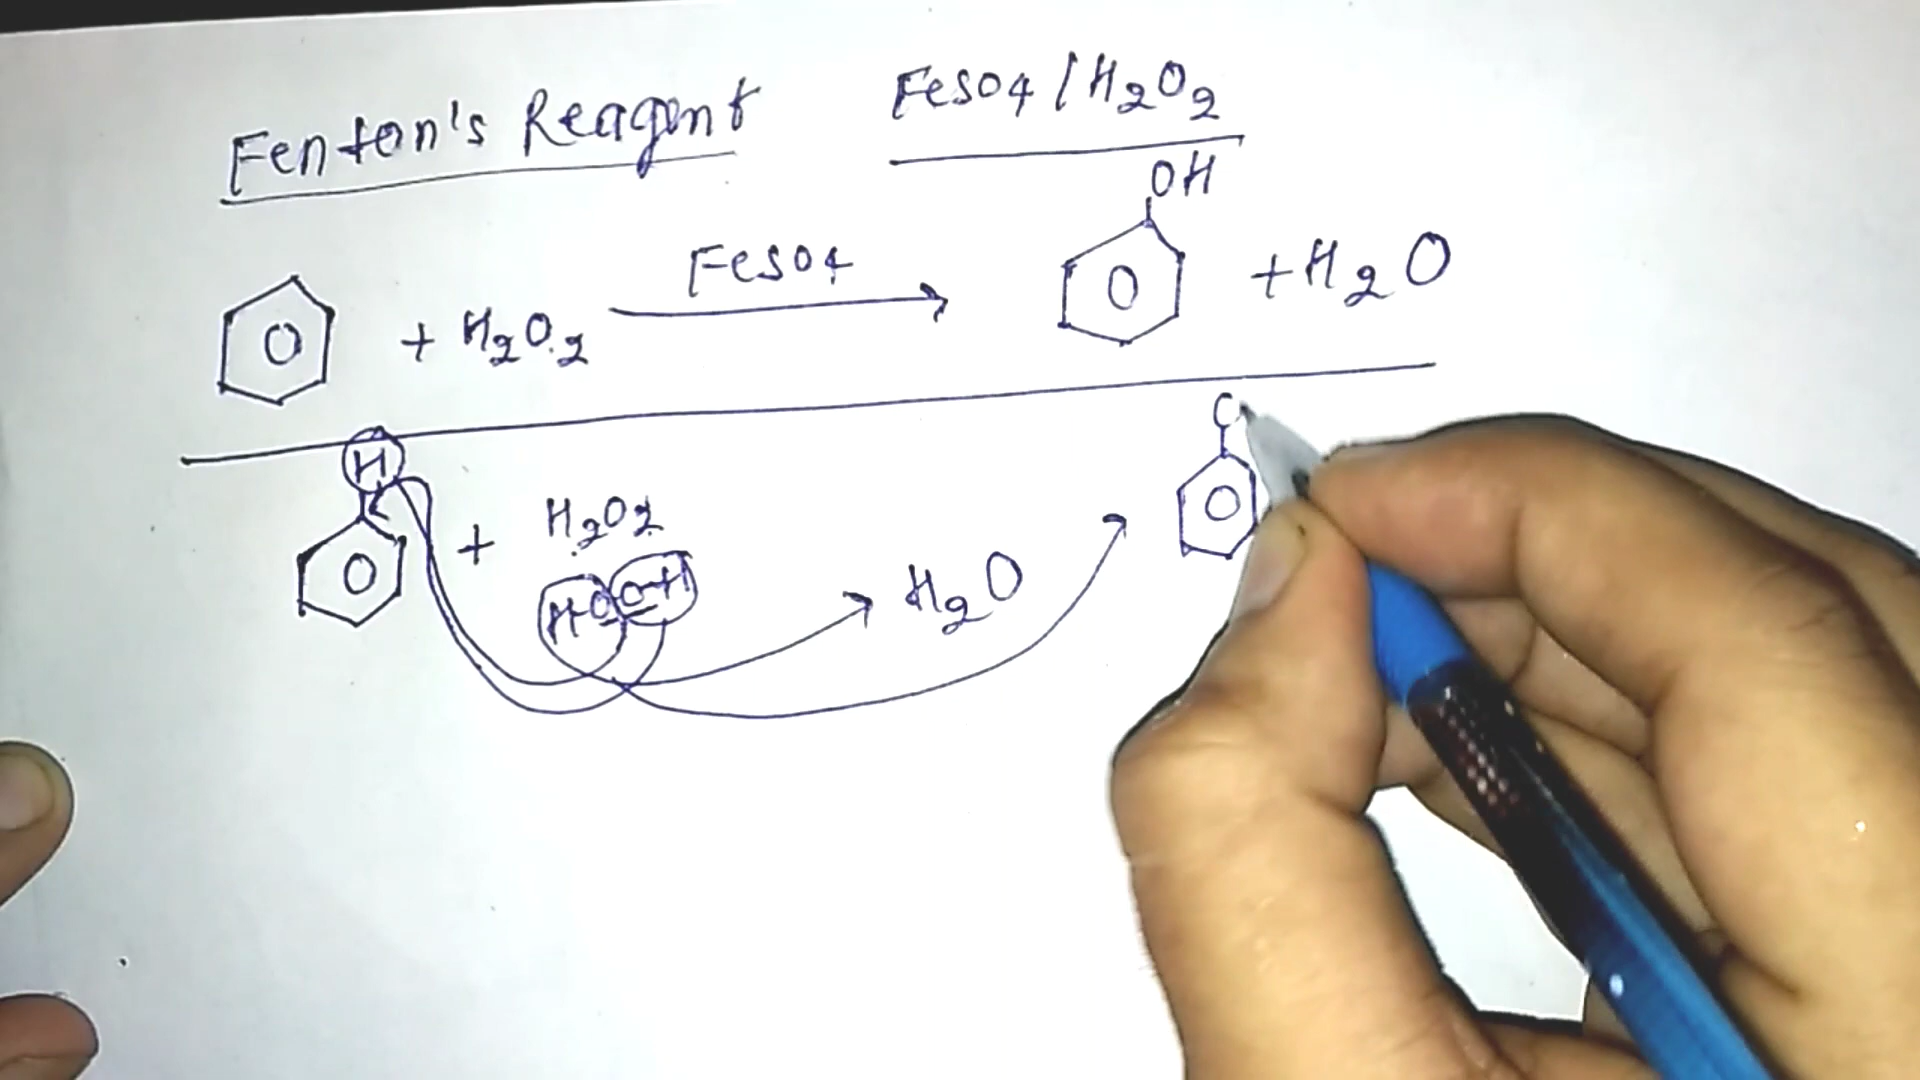 Fenton's Reagent FeSO4 / H2O2
OH
FeSO4
+ H2O2 + H2O
H
+ H2O2
H-O O-H H2O